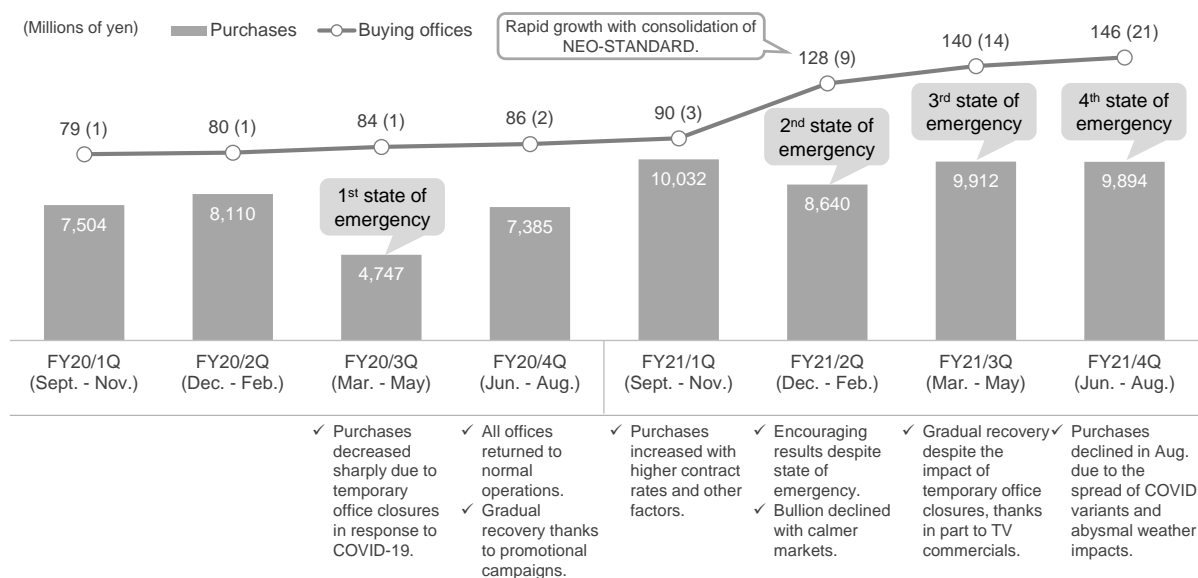 (Millions of yen)
Purchases
Buying offices
Rapid growth with consolidation of
NEO-STANDARD.
79 (1)
80 (1)
84 (1)
86 (2)
90 (3)
128 (9)
140 (14)
146 (21)
1st state of
emergency
2nd state of
emergency
3rd state of
emergency
4th state of
emergency
7,504
8,110
4,747
7,385
10,032
8,640
9,912
9,894
FY20/1Q
(Sept. - Nov.)
FY20/2Q
(Dec. - Feb.)
FY20/3Q
(Mar. - May)
FY20/4Q
(Jun. - Aug.)
FY21/1Q
(Sept. - Nov.)
FY21/2Q
(Dec. - Feb.)
FY21/3Q
(Mar. - May)
FY21/4Q
(Jun. - Aug.)
✓ Purchases
decreased
sharply due to
temporary
office closures
in response to
COVID-19.
✓ All offices
returned to
normal
operations.
✓ Gradual
recovery thanks
to promotional
campaigns.
✓ Purchases
increased with
higher contract
rates and other
factors.
✓ Encouraging
results despite
state of
emergency.
✓ Bullion declined
with calmer
markets.
✓ Gradual recovery
despite the
impact of
temporary office
closures, thanks
in part to TV
commercials.
✓ Purchases
declined in Aug.
due to the
spread of COVID
variants and
abysmal weather
impacts.